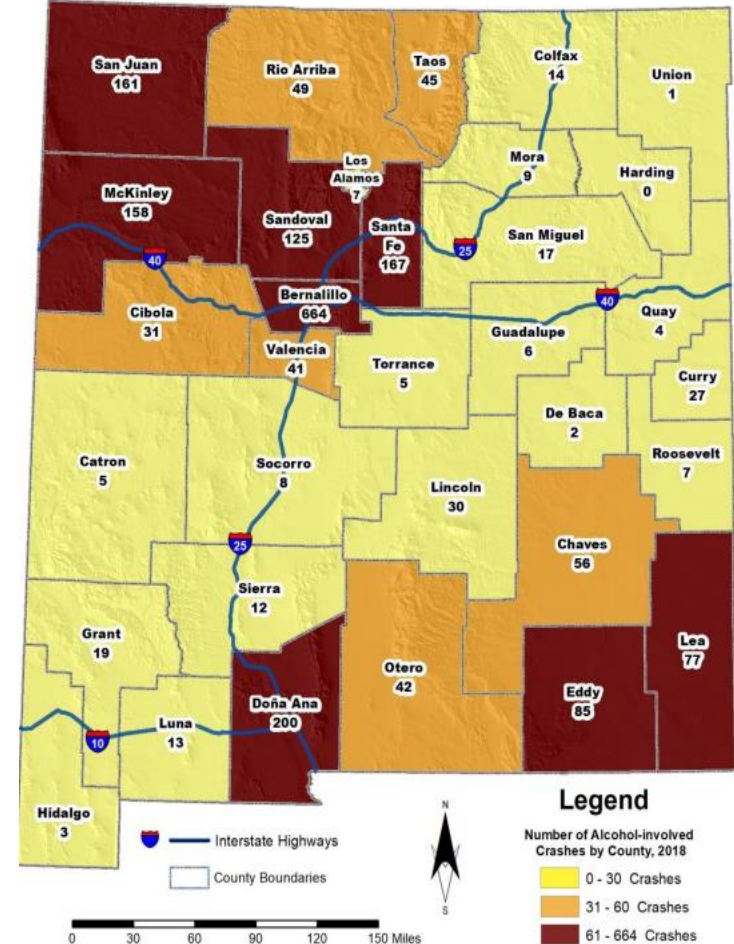 San Juan
161
Rio Arriba
49
Taos
45
Colfax
14
Union
1
Los
Alamos
7
Mora
9
Harding
0
McKinley
158
Sandoval
125
Santa
Fe
167
San Miguel
17
25
40
40
Bernalillo
664
Cibola
31
Valencia
41
Torrance
5
Guadalupe
6
Quay
4
Curry
27
De Baca
2
Roosevelt
7
Catron
5
Socorro
8
Lincoln
30
25
Chaves
56
Sierra
12
Grant
19
Otero
42
Lea
77
Eddy
85
Doña Ana
200
Luna
13
10
Hidalgo
3
Interstate Highways
County Boundaries
0 30 60 90 120 150 Miles
N
S
Legend
Number of Alcohol-involved
Crashes by County, 2018
0 - 30 Crashes
31 - 60 Crashes
61 - 664 Crashes